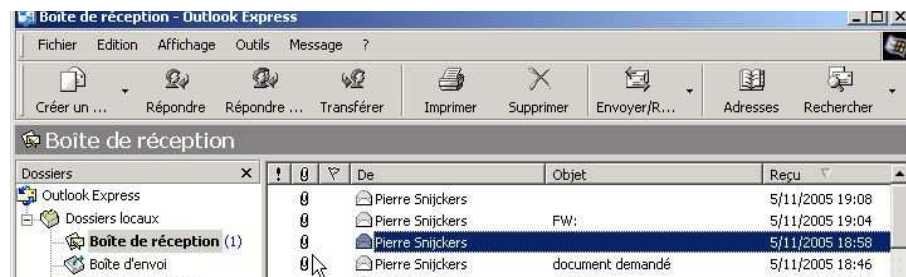 Boîte de réception - Outlook Express
Fichier Edition Affichage Outils Message ?
Créer un ... Répondre Répondre ... Transférer Imprimer Supprimer Envoyer/R... Adresses Rechercher
Boîte de réception
Dossiers × ! De Objet Reçu
Outlook Express
Pierre Snijckers 5/11/2005 19:08
Dossiers locaux
Pierre Snijckers FW: 5/11/2005 19:04
Boîte de réception (1)
Pierre Snijckers 5/11/2005 18:58
Boîte d'envoi
Pierre Snijckers document demandé 5/11/2005 18:46